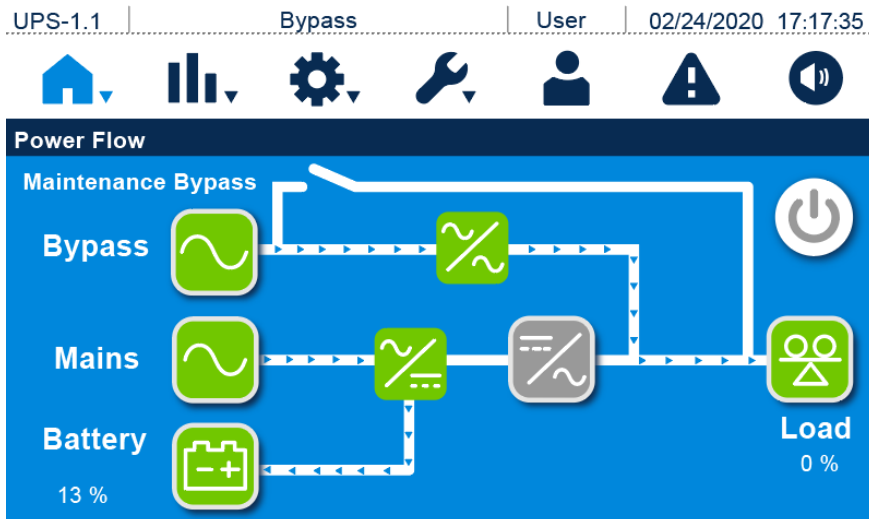 UPS-1.1 Bypass User 02/24/2020 17:17:35
Power Flow
Maintenance Bypass
Bypass
Mains
Battery
13 %
Load
0 %